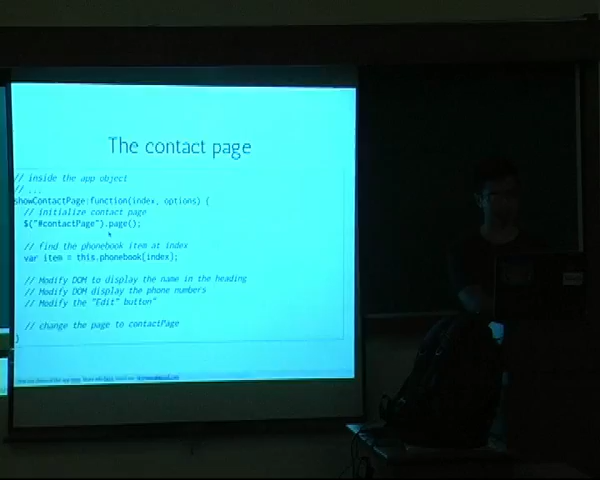 The contact page
// inside the app object
// ...
showContactPage:function(index, options) {
// initialize contact page
$("#contactPage").page();
// find the phonebook item at index
var item = this.phonebook[index];
// Modify DOM to display the name in the heading
// Modify DOM display the phone numbers
// Modify the "Edit" button"
// change the page to contactPage
}